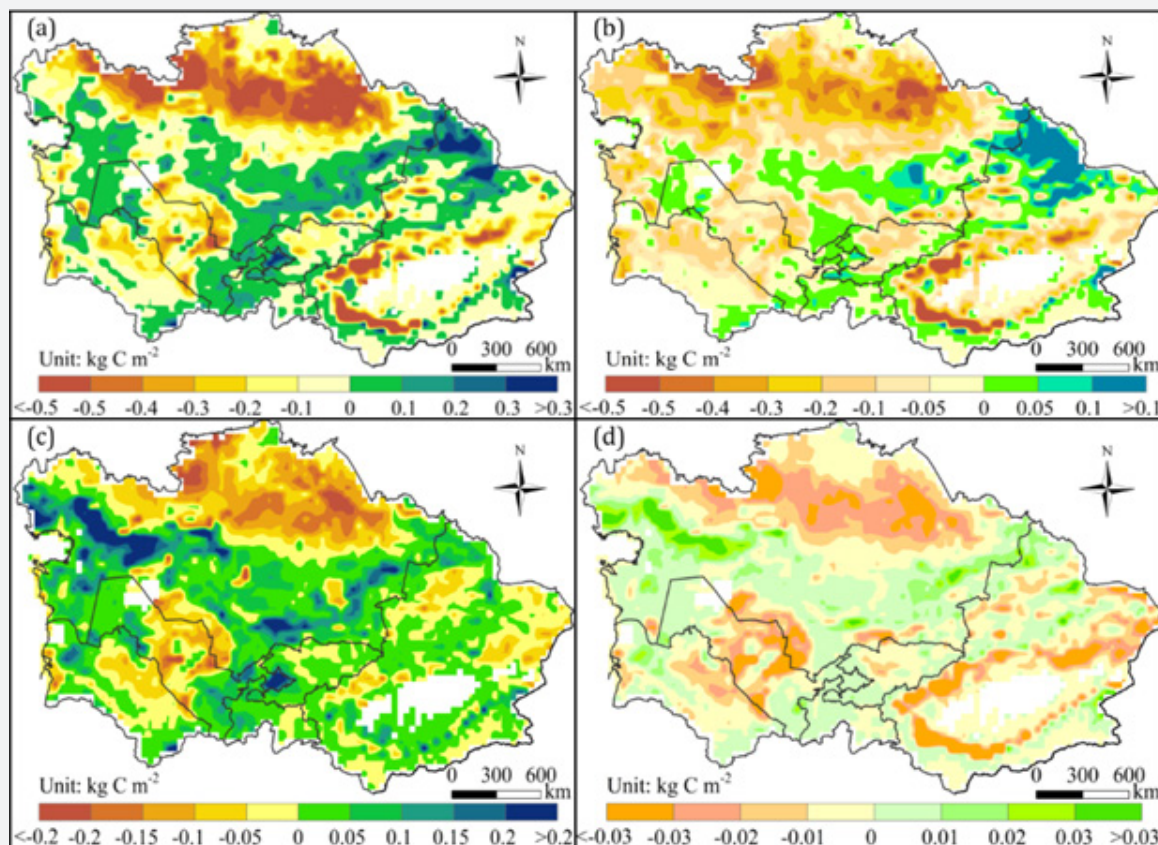 (a)
N
Unit: kg C m-2
0 300 600
km
<-0.5 -0.5 -0.4 -0.3 -0.2 -0.1 0 0.1 0.2 0.3 >0.3
(b)
N
Unit: kg C m-2
0 300 600
km
<-0.5 -0.5 -0.4 -0.3 -0.2 -0.1 -0.05 0 0.05 0.1 >0.1
(c)
N
Unit: kg C m-2
0 300 600
km
<-0.2 -0.2 -0.15 -0.1 -0.05 0 0.05 0.1 0.15 0.2 >0.2
(d)
N
Unit: kg C m-2
0 300 600
km
<-0.03 -0.03 -0.02 -0.01 0 0.01 0.02 0.03 >0.03